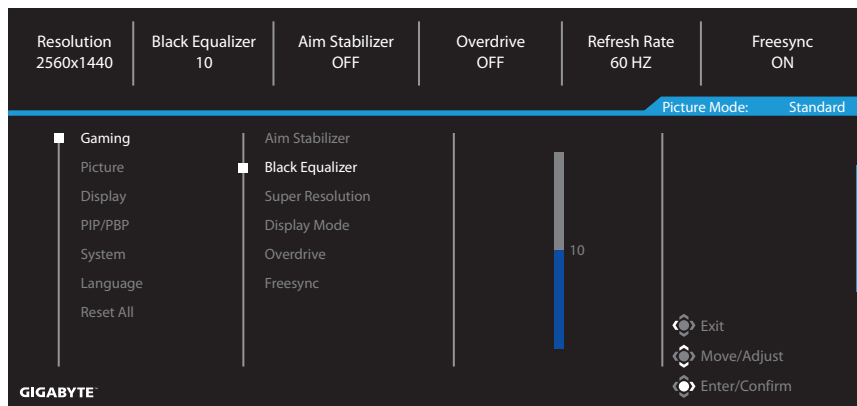 Resolution
2560x1440
Black Equalizer
10
Aim Stabilizer
OFF
Overdrive
OFF
Refresh Rate
60 HZ
Freesync
ON
Picture Mode: Standard
Gaming
Picture
Display
PIP/PBP
System
Language
Reset All
Aim Stabilizer
Black Equalizer
Super Resolution
Display Mode
Overdrive
Freesync
10
Exit
Move/Adjust
Enter/Confirm
GIGABYTE™